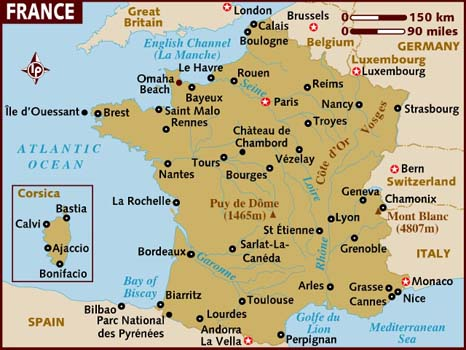 FRANCE
0 150 km
0 90 miles
London
Great
Britain
Brussels
Belgium
GERMANY
Luxembourg
Luxembourg
Calais
Boulogne
English Channel
(La Manche)
Le Havre
Rouen
Reims
Omaha
Beach
Bayeux
Seine
Paris
Nancy
Strasbourg
Île d'Ouessant
Brest
Saint Malo
Rennes
Troyes
Vosges
LP
ATLANTIC
OCEAN
Château de
Chambord
Côte d'Or
Tours
Vézelay
Nantes
Bourges
Bern
Switzerland
Corsica
Bastia
Calvi
Ajaccio
Bonifacio
La Rochelle
Puy de Dôme
(1465m)
Loire
Geneva
Chamonix
Lyon
Mont Blanc
(4807m)
St Étienne
Grenoble
ITALY
Bordeaux
Sarlat-La-
Canéda
Garonne
Rhône
Bay of
Biscay
Biarritz
Toulouse
Arles
Grasse
Cannes
Nice
Monaco
Bilbao
Parc National
des Pyrénées
Lourdes
Andorra
La Vella
Golfe du
Lion
Mediterranean
Sea
SPAIN
Perpignan